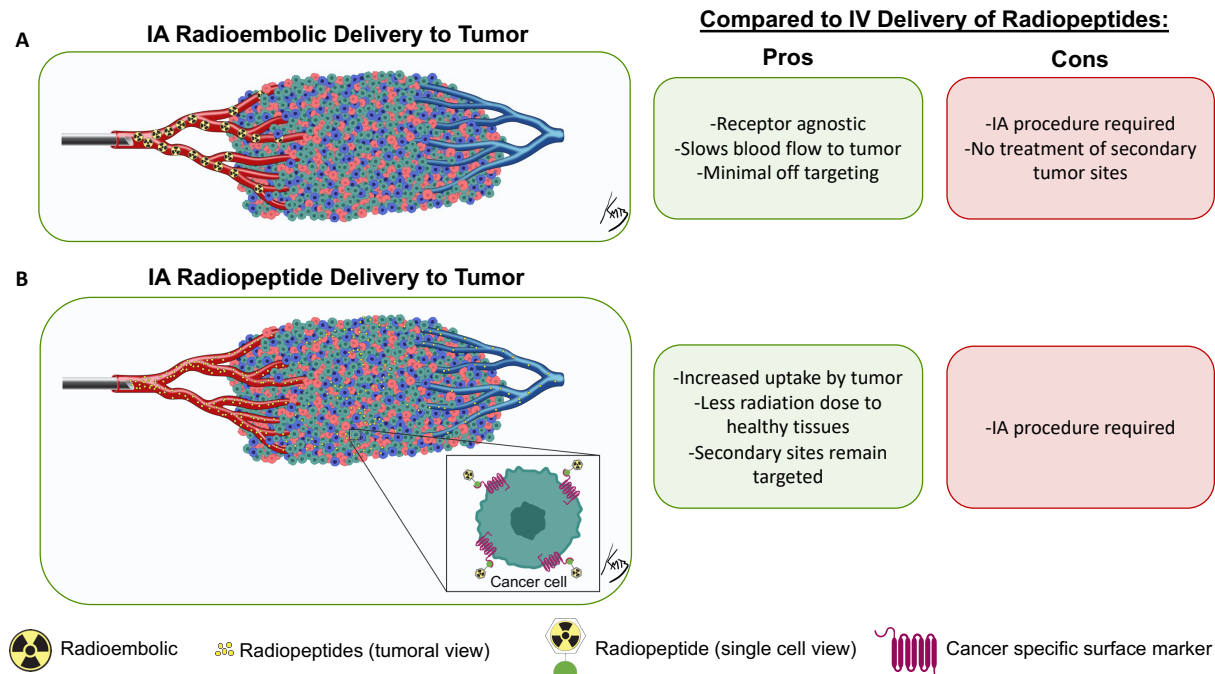 Compared to IV Delivery of Radiopeptides:
A
IA Radioembolic Delivery to Tumor
Pros
Cons
-Receptor agnostic
-Slows blood flow to tumor
-Minimal off targeting
-IA procedure required
-No treatment of secondary
tumor sites
B
IA Radiopeptide Delivery to Tumor
-Increased uptake by tumor
-Less radiation dose to
healthy tissues
-Secondary sites remain
targeted
-IA procedure required
Cancer cell
Radioembolic
Radiopeptides (tumoral view)
Radiopeptide (single cell view)
Cancer specific surface marker